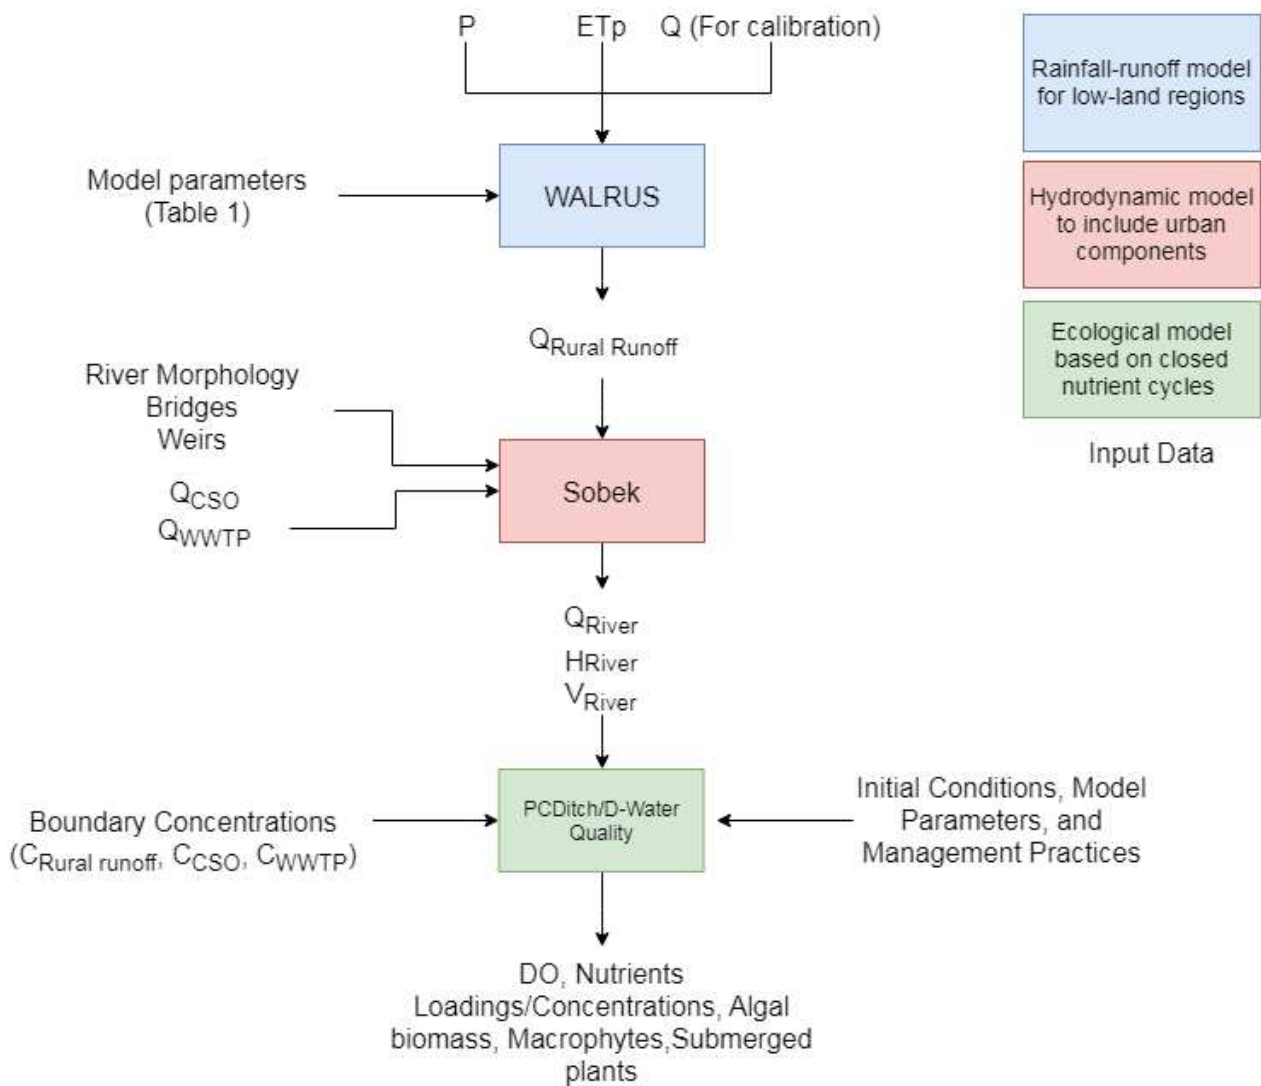 P ETp Q (For calibration)
Rainfall-runoff model
for low-land regions
Model parameters
(Table 1)
WALRUS
Hydrodynamic model
to include urban
components
QRural Runoff
Ecological model
based on closed
nutrient cycles
River Morphology
Bridges
Weirs
Input Data
QCSO
QWWTP
Sobek
QRiver
HRiver
VRiver
Boundary Concentrations
(CRural runoff, CCSO, CWWTP)
PCDitch/D-Water
Quality
Initial Conditions, Model
Parameters, and
Management Practices
DO, Nutrients
Loadings/Concentrations, Algal
biomass, Macrophytes,Submerged
plants